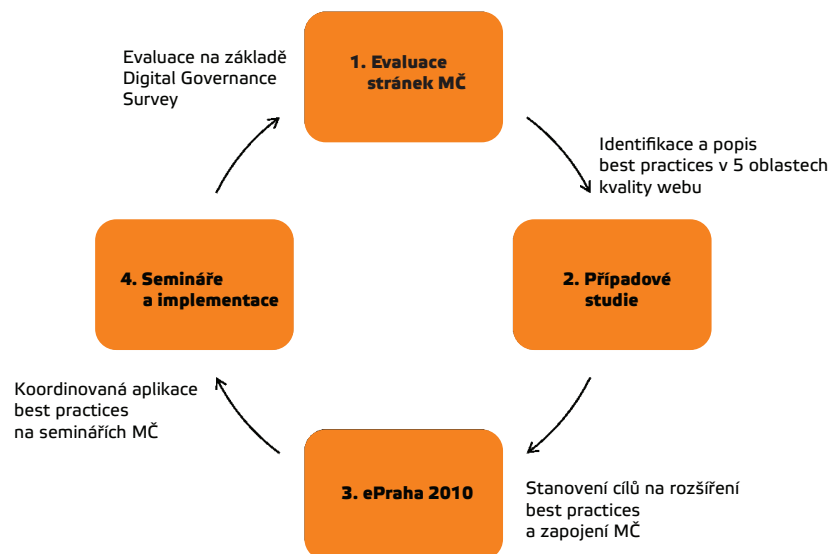 Evaluace na základě
Digital Governance
Survey
1. Evaluace
stránek MČ
Identifikace a popis
best practices v 5 oblastech
kvality webu
4. Semináře
a implementace
2. Případové
studie
Koordinovaná aplikace
best practices
na seminářích MČ
3. ePraha 2010
Stanovení cílů na rozšíření
best practices
a zapojení MČ